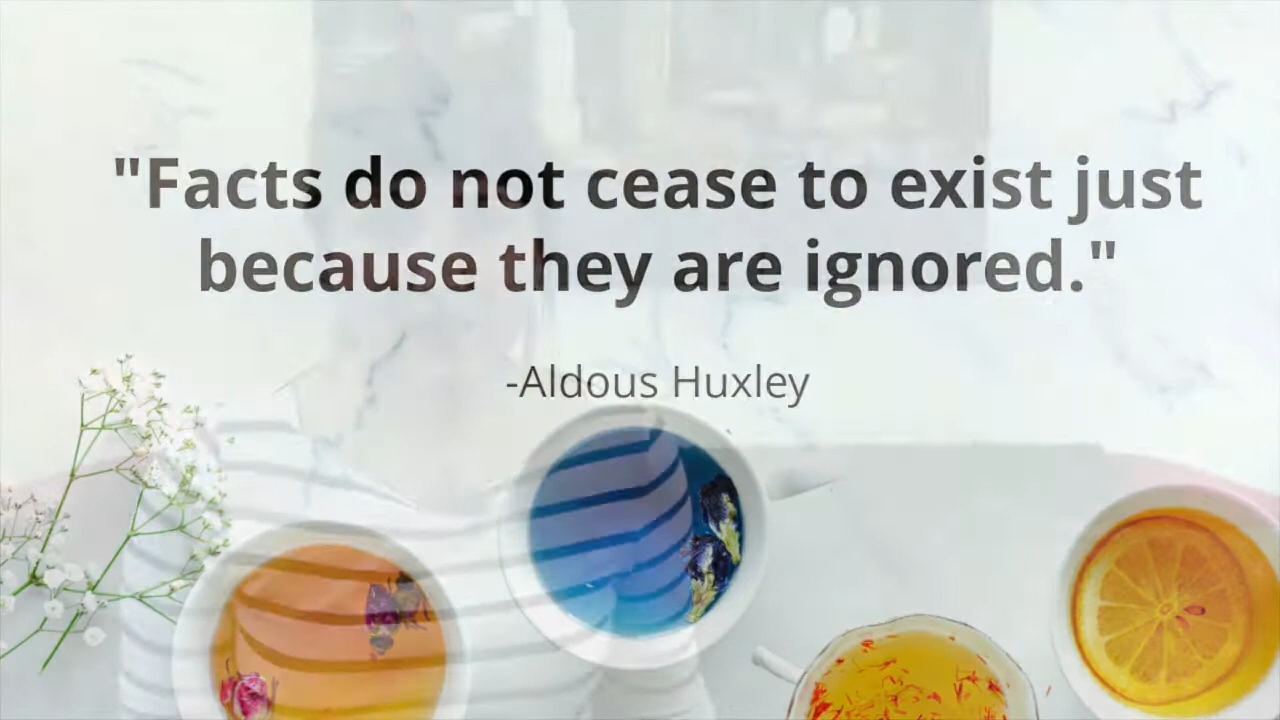 "Facts do not cease to exist just
because they are ignored."
-Aldous Huxley